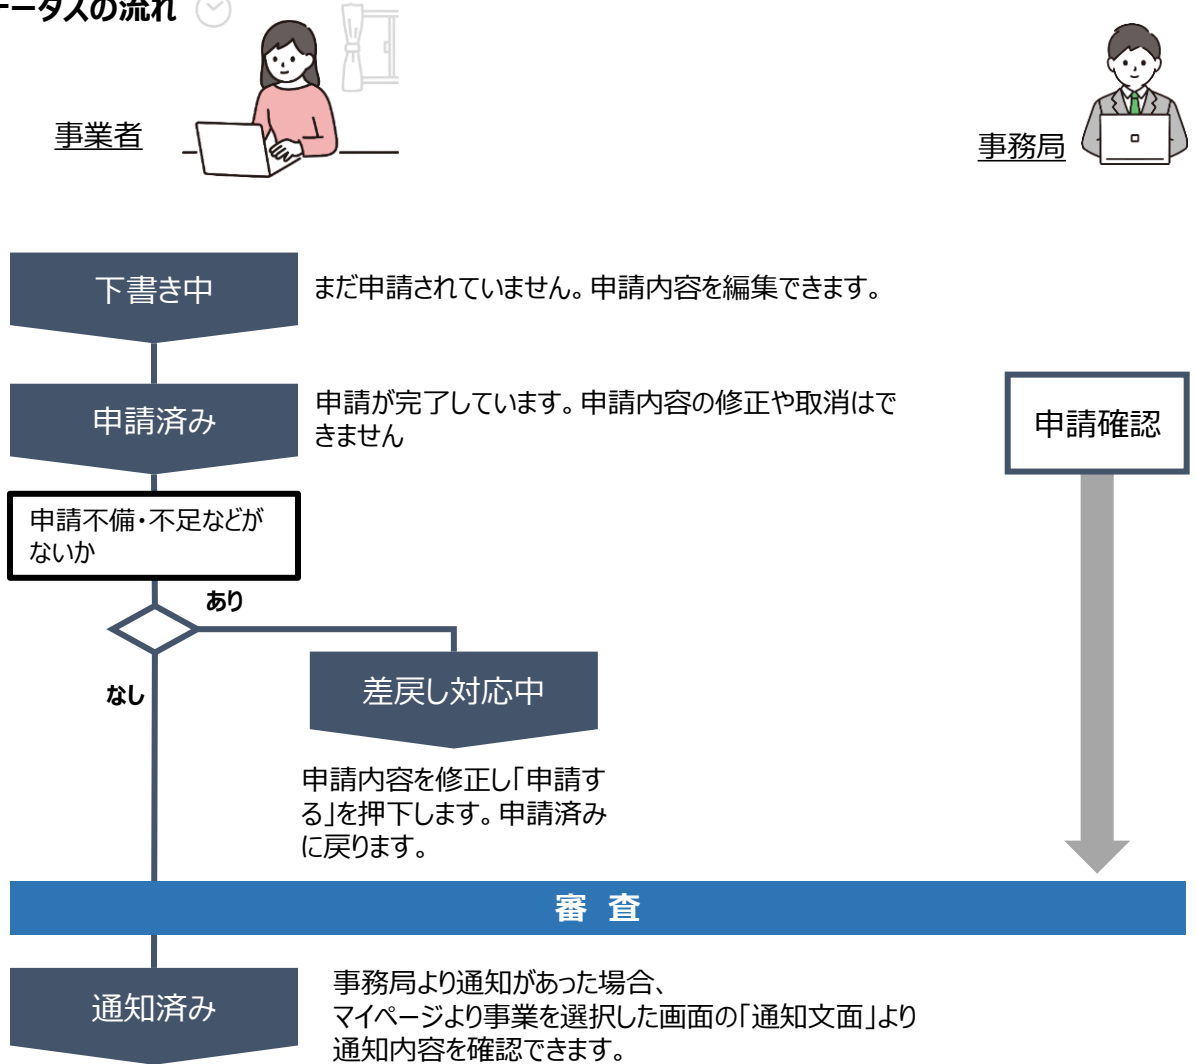 ータスの流れ
事業者
事務局
下書き中
まだ申請されていません。申請内容を編集できます。
申請済み
申請が完了しています。申請内容の修正や取消はで
きません
申請確認
申請不備・不足などが
ないか
あり
なし
差戻し対応中
申請内容を修正し「申請す
る」を押下します。申請済み
に戻ります。
審 査
通知済み
事務局より通知があった場合、
マイページより事業を選択した画面の「通知文面」より
通知内容を確認できます。